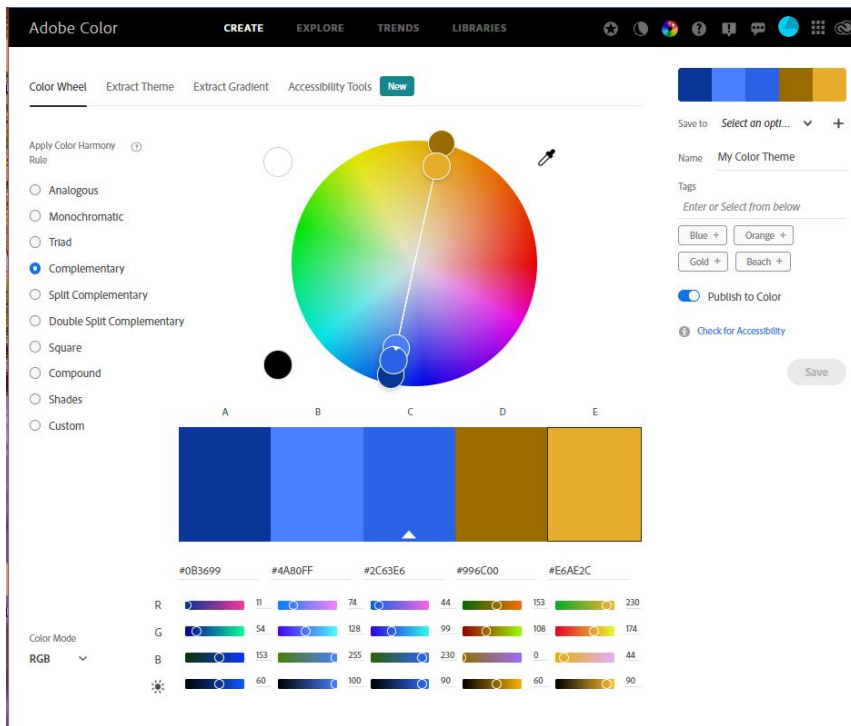 Adobe Color CREATE EXPLORE TRENDS LIBRARIES
Color Wheel Extract Theme Extract Gradient Accessibility Tools New
Apply Color Harmony
Rule
Analogous
Monochromatic
Triad
Complementary
Split Complementary
Double Split Complementary
Square
Compound
Shades
Custom
Save to Select an opti...
Name My Color Theme
Tags
Enter or Select from below
Blue + Orange +
Gold + Beach +
Publish to Color
Check for Accessibility
Save
A B C D E
#0B3699 #4A80FF #2C63E6 #996C00 #E6AE2C
R 11 74 44 153 230
G 54 128 99 108 174
B 153 255 230 0 44
60 100 90 60 90
Color Mode
RGB